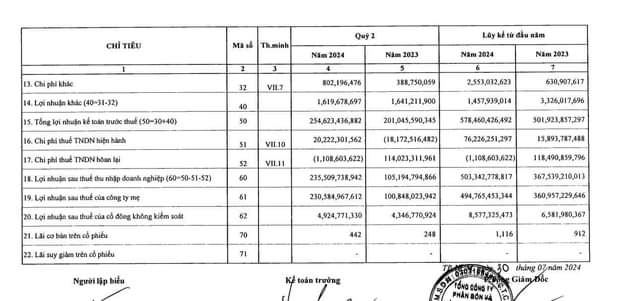 CHỈ TIÊU Mã số Th.minh Quý 2 Lũy kế từ đầu năm
Năm 2024 Năm 2023 Năm 2024 Năm 2023
1 2 3 4 5 6 7
13. Chi phí khác 32 VII.7 802,196,476 388,750,059 2,553,032,623 630,907,617
14. Lợi nhuận khác (40=31-32) 40 1,619,678,697 1,641,211,900 1,457,939,014 3,326,017,696
15. Tổng lợi nhuận kế toán trước thuế (50=30+40) 50 254,623,436,882 201,045,590,345 578,460,426,492 501,923,857,297
16. Chi phí thuế TNDN hiện hành 51 VII.10 20,222,301,562 (18,172,516,482) 76,226,251,297 15,893,787,488
17. Chi phí thuế TNDN hoãn lại 52 VII.11 (1,108,603,622) 114,023,311,961 (1,108,603,622) 118,490,859,796
18. Lợi nhuận sau thuế thu nhập doanh nghiệp (60=50-51-52) 60 235,509,738,942 105,194,794,866 503,342,778,817 367,539,210,013
19. Lợi nhuận sau thuế của công ty mẹ 61 230,584,967,612 100,848,023,942 494,765,453,344 360,957,229,646
20. Lợi nhuận sau thuế của cổ đông không kiểm soát 62 4,924,771,330 4,346,770,924 8,577,325,473 6,581,980,367
21. Lãi cơ bản trên cổ phiếu 70 442 248 1,116 912
22. Lãi suy giảm trên cổ phiếu 71 - - - -
30 tháng 07 năm 2024
Người lập biểu Kế toán trưởng Giám Đốc
TỔNG CÔNG TY
PHÂN BÓN VÀ